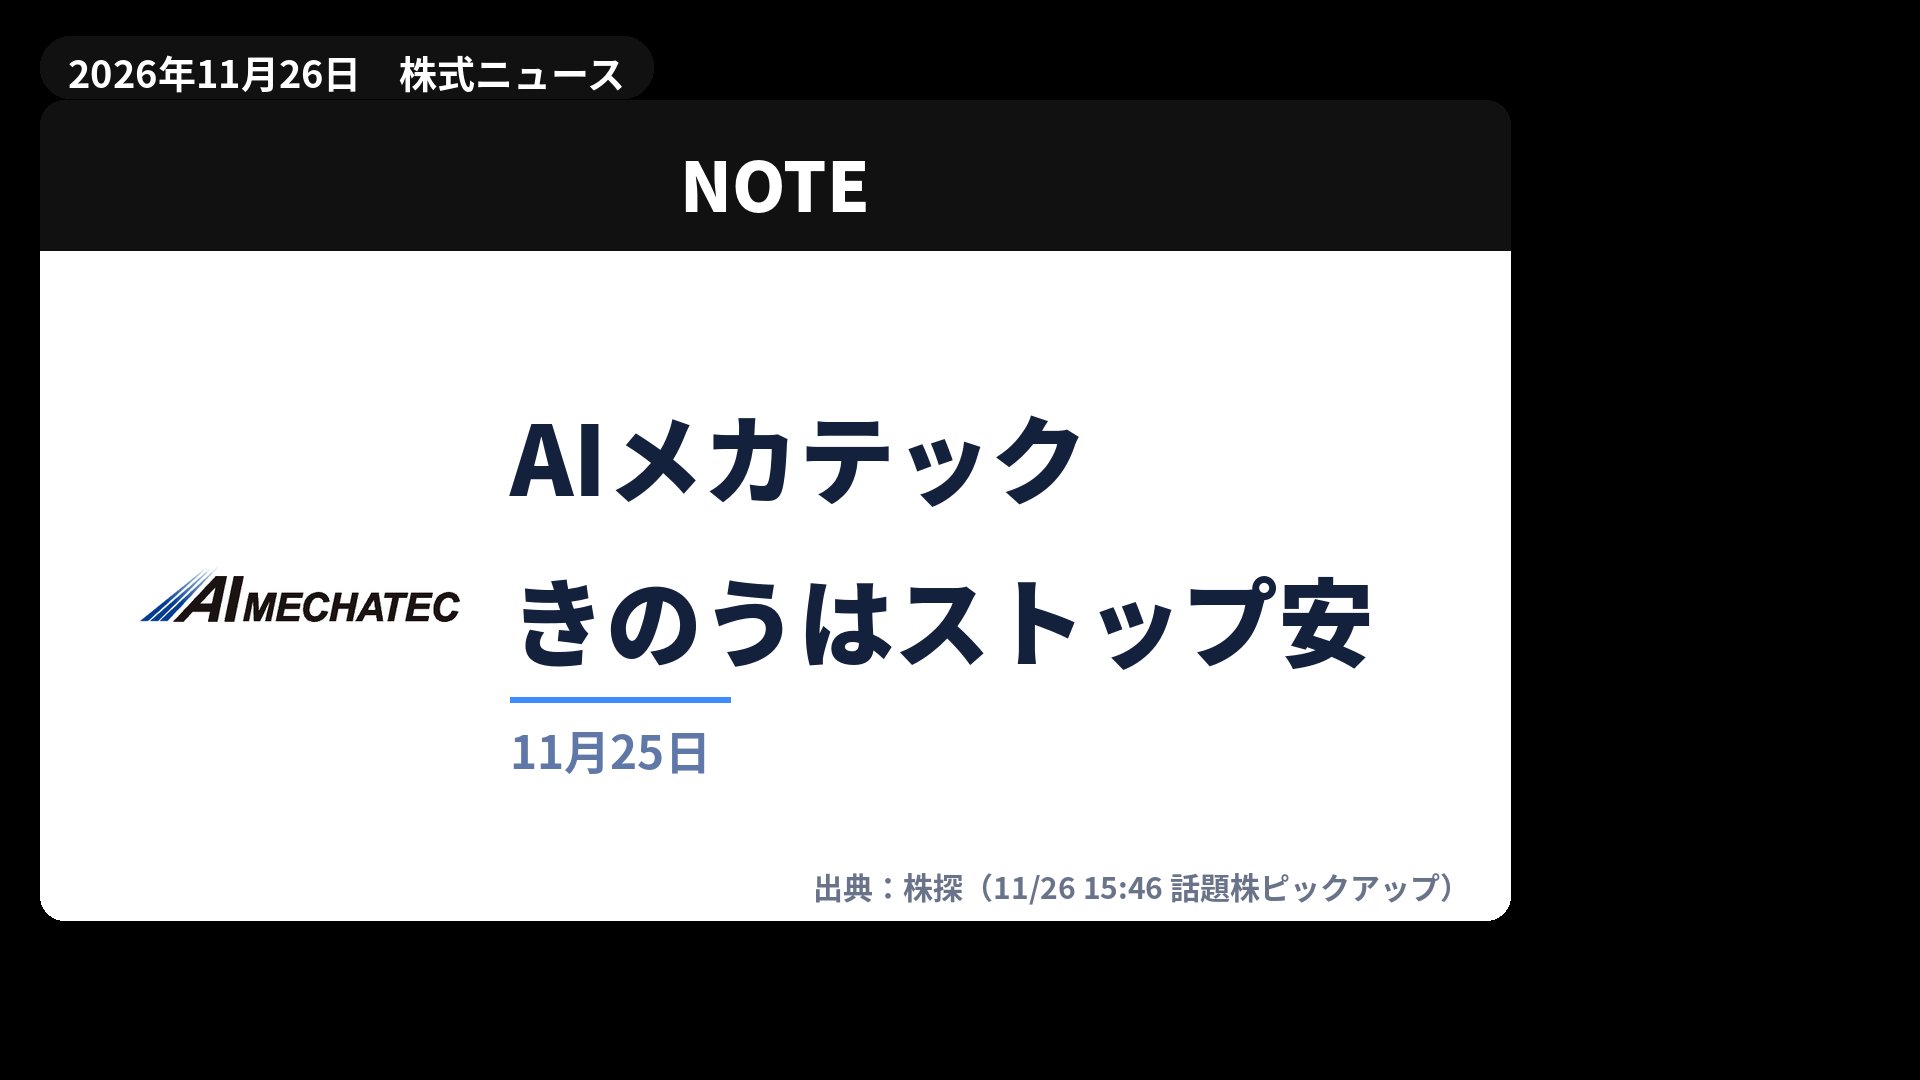 2026年11月26日　株式ニュース
NOTE
AIメカテック
きのうはストップ安
AI MECHATEC
11月25日
出典：株探（11/26 15:46 話題株ピックアップ）